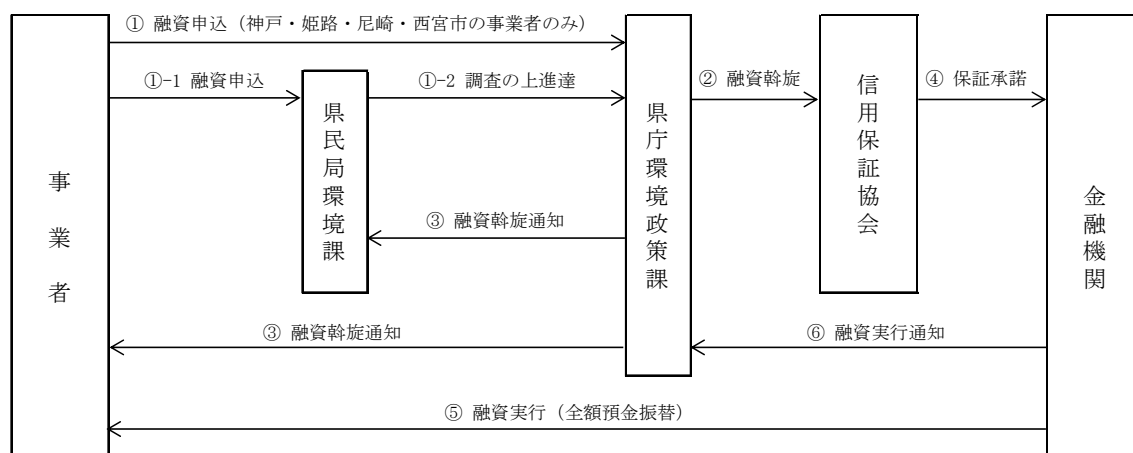 ① 融資申込（神戸・姫路・尼崎・西宮市の事業者のみ）
①-1 融資申込
①-2 調査の上進達
② 融資斡旋
④ 保証承諾
事業者
県民局環境課
県庁環境政策課
信用保証協会
金融機関
③ 融資斡旋通知
③ 融資斡旋通知
⑥ 融資実行通知
⑤ 融資実行（全額預金振替）